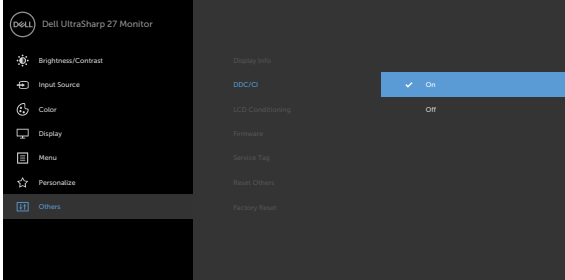 DELL
Dell UltraSharp 27 Monitor
Brightness/Contrast
Input Source
Color
Display
Menu
Personalize
Others
Display Info
DDC/CI
LCD Conditioning
Firmware
Service Tag
Reset Others
Factory Reset
On
Off